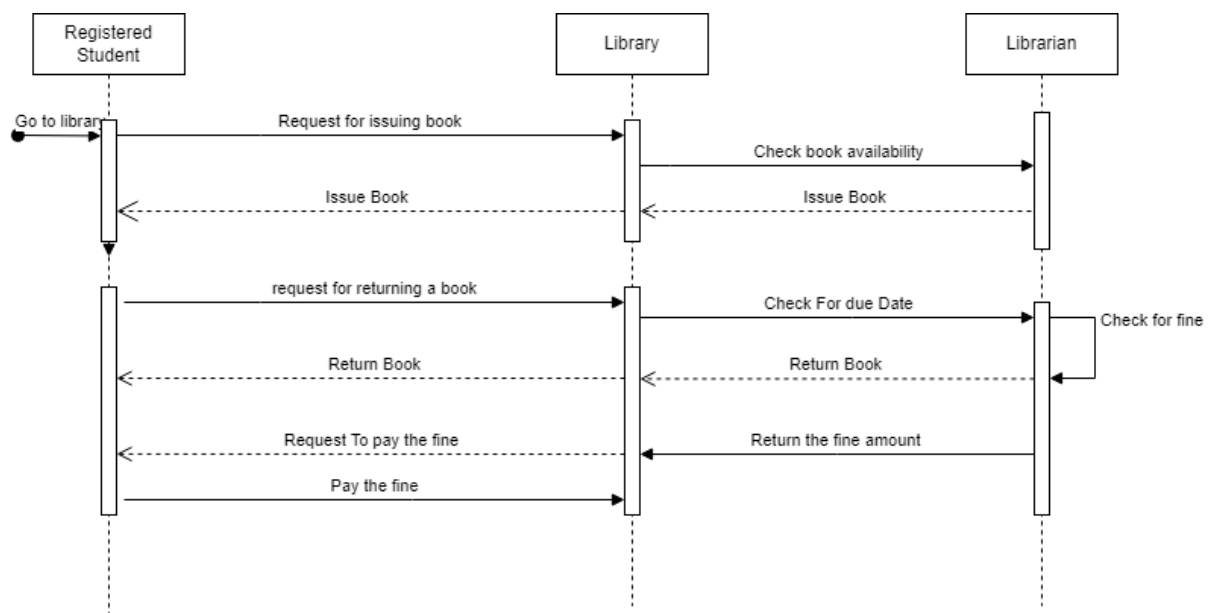 Registered
Student
Library
Librarian
Go to library
Request for issuing book
Check book availability
Issue Book
Issue Book
request for returning a book
Check For due Date
Check for fine
Return Book
Return Book
Request To pay the fine
Return the fine amount
Pay the fine